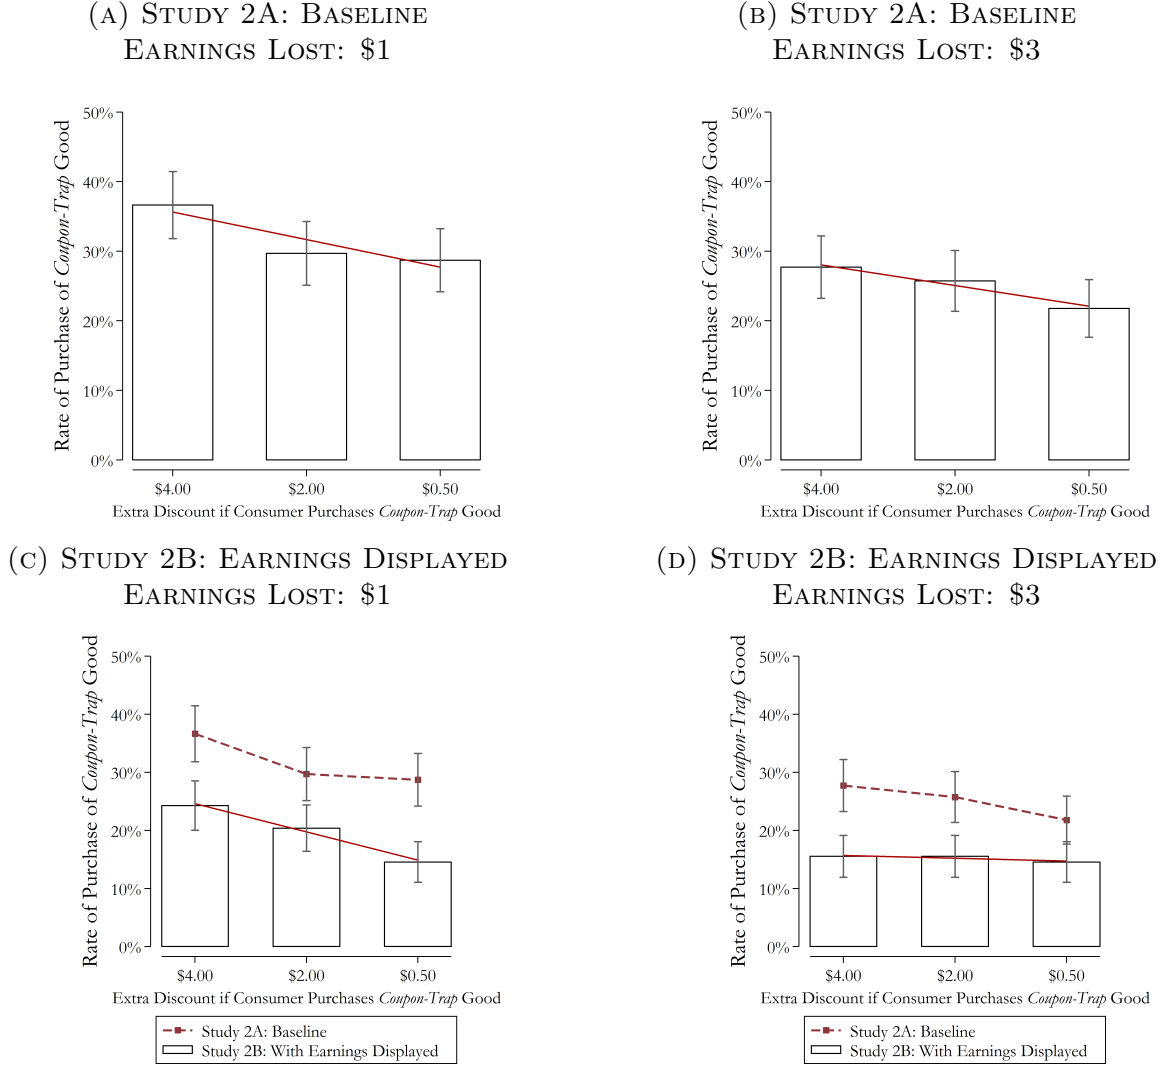 (A) Study 2A: Baseline
Earnings Lost: $1
Rate of Purchase of Coupon-Trap Good
50%
40%
30%
20%
10%
0%
$4.00 $2.00 $0.50
Extra Discount if Consumer Purchases Coupon-Trap Good
(B) Study 2A: Baseline
Earnings Lost: $3
Rate of Purchase of Coupon-Trap Good
50%
40%
30%
20%
10%
0%
$4.00 $2.00 $0.50
Extra Discount if Consumer Purchases Coupon-Trap Good
(C) Study 2B: Earnings Displayed
Earnings Lost: $1
Rate of Purchase of Coupon-Trap Good
50%
40%
30%
20%
10%
0%
$4.00 $2.00 $0.50
Extra Discount if Consumer Purchases Coupon-Trap Good
Study 2A: Baseline
Study 2B: With Earnings Displayed
(D) Study 2B: Earnings Displayed
Earnings Lost: $3
Rate of Purchase of Coupon-Trap Good
50%
40%
30%
20%
10%
0%
$4.00 $2.00 $0.50
Extra Discount if Consumer Purchases Coupon-Trap Good
Study 2A: Baseline
Study 2B: With Earnings Displayed